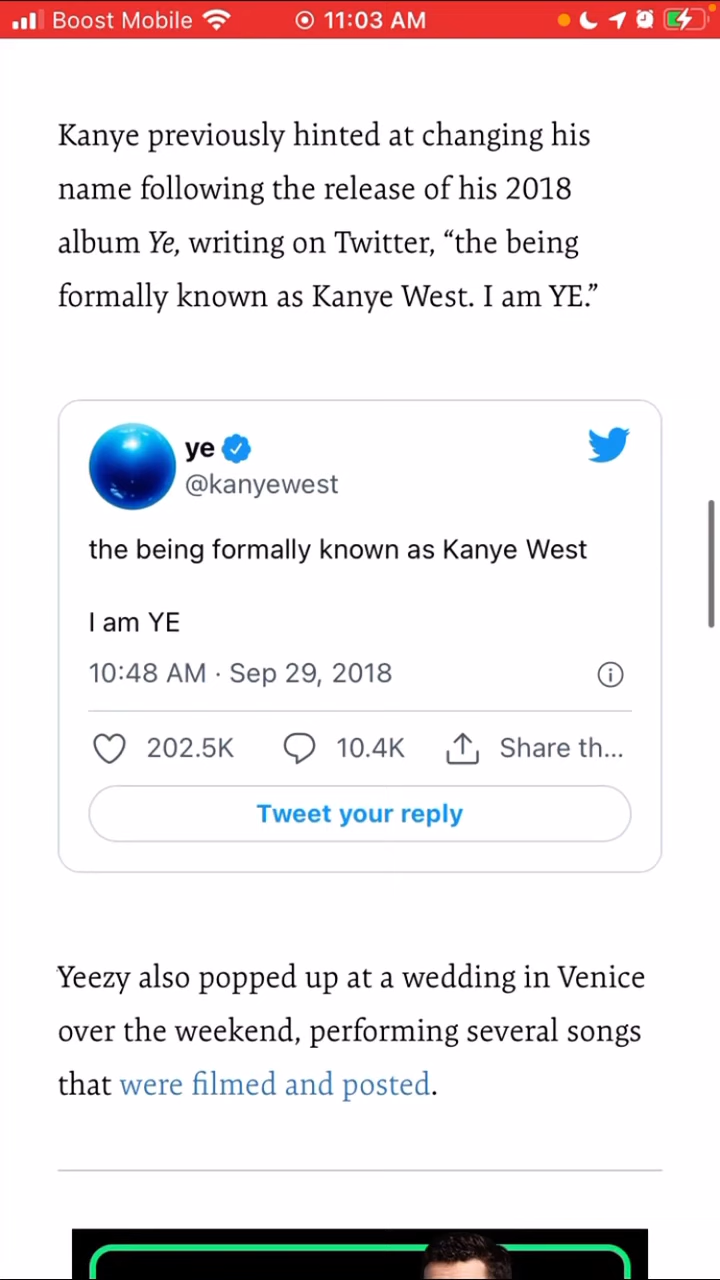 Boost Mobile 11:03 AM
Kanye previously hinted at changing his
name following the release of his 2018
album Ye, writing on Twitter, “the being
formally known as Kanye West. I am YE.”
ye
@kanyewest
the being formally known as Kanye West
I am YE
10:48 AM · Sep 29, 2018
202.5K 10.4K Share th...
Tweet your reply
Yeezy also popped up at a wedding in Venice
over the weekend, performing several songs
that were filmed and posted.